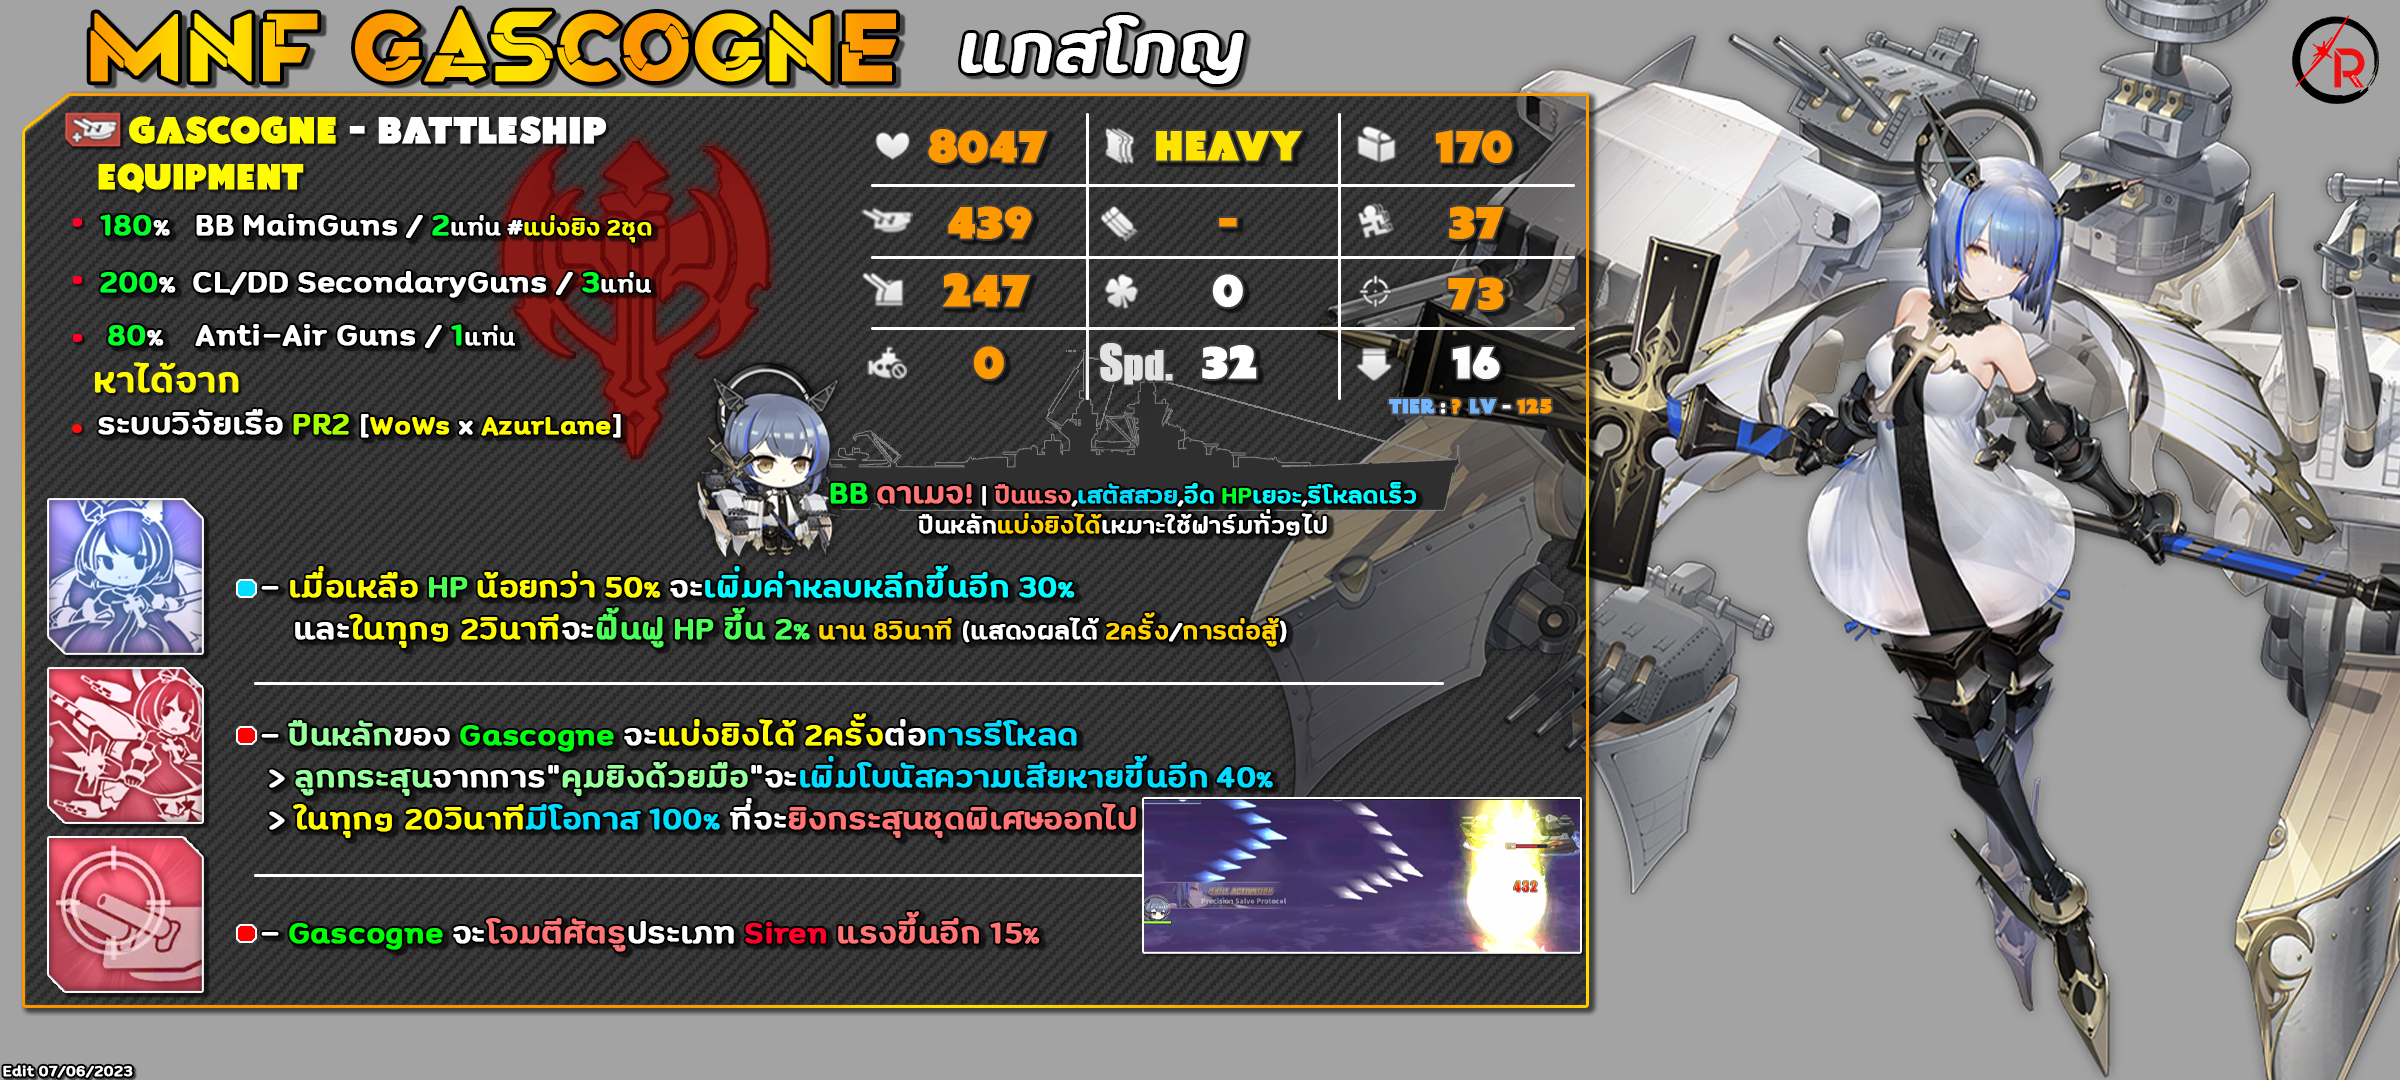 MNF GASCOGNE แกสโกญ
R
GASCOGNE - BATTLESHIP
EQUIPMENT
180% BB MainGuns / 2แท่น #แบ่งยิง 2ชุด
200% CL/DD SecondaryGuns / 3แท่น
80% Anti-Air Guns / 1แท่น
หาได้จาก
ระบบวิจัยเรือ PR2 [WoWs x AzurLane]
8047 HEAVY 170
439 - 37
247 0 73
0 Spd. 32 16
TIER : ? LV - 125
BB ดาเมจ! | ปืนแรง,เสตัสสวย,อึด HPเยอะ,รีโหลดเร็ว
ปืนหลักแบ่งยิงได้เหมาะใช้ฟาร์มทั่วๆไป
- เมื่อเหลือ HP น้อยกว่า 50% จะเพิ่มค่าหลบหลีกขึ้นอีก 30%
และในทุกๆ 2วินาทีจะฟื้นฟู HP ขึ้น 2% นาน 8วินาที (แสดงผลได้ 2ครั้ง/การต่อสู้)
- ปืนหลักของ Gascogne จะแบ่งยิงได้ 2ครั้งต่อการรีโหลด
> ลูกกระสุนจากการ"คุมยิงด้วยมือ"จะเพิ่มโบนัสความเสียหายขึ้นอีก 40%
> ในทุกๆ 20วินาทีมีโอกาส 100% ที่จะยิงกระสุนชุดพิเศษออกไป
432
SKILL ACTIVATION
Precision Salvo Protocol
- Gascogne จะโจมตีศัตรูประเภท Siren แรงขึ้นอีก 15%
Edit 07/06/2023